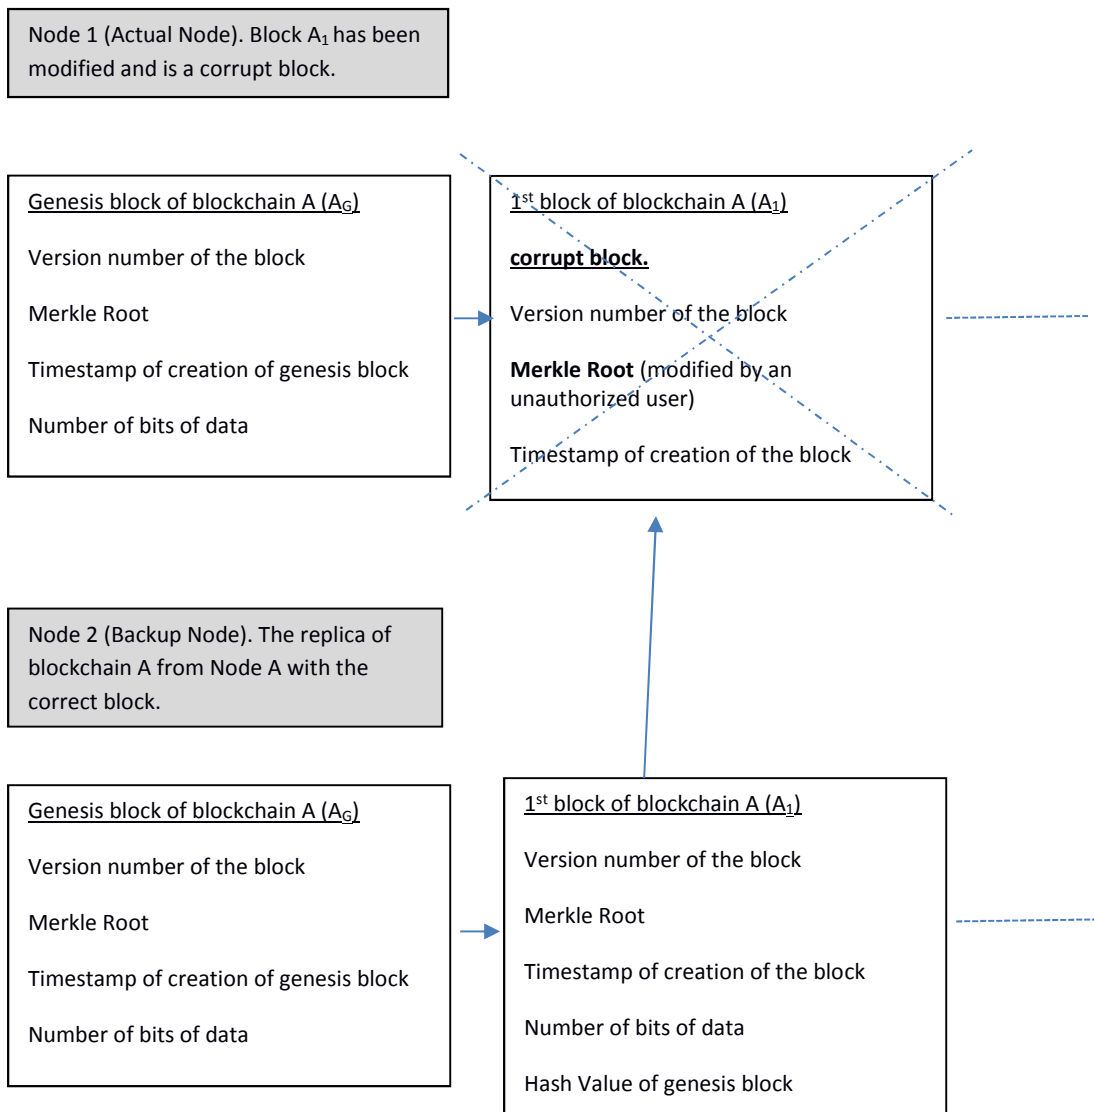 Node 1 (Actual Node). Block A1 has been
modified and is a corrupt block.
Genesis block of blockchain A (AG)
Version number of the block
Merkle Root
Timestamp of creation of genesis block
Number of bits of data
1st block of blockchain A (A1)
corrupt block.
Version number of the block
Merkle Root (modified by an
unauthorized user)
Timestamp of creation of the block
Node 2 (Backup Node). The replica of
blockchain A from Node A with the
correct block.
Genesis block of blockchain A (AG)
Version number of the block
Merkle Root
Timestamp of creation of genesis block
Number of bits of data
1st block of blockchain A (A1)
Version number of the block
Merkle Root
Timestamp of creation of the block
Number of bits of data
Hash Value of genesis block